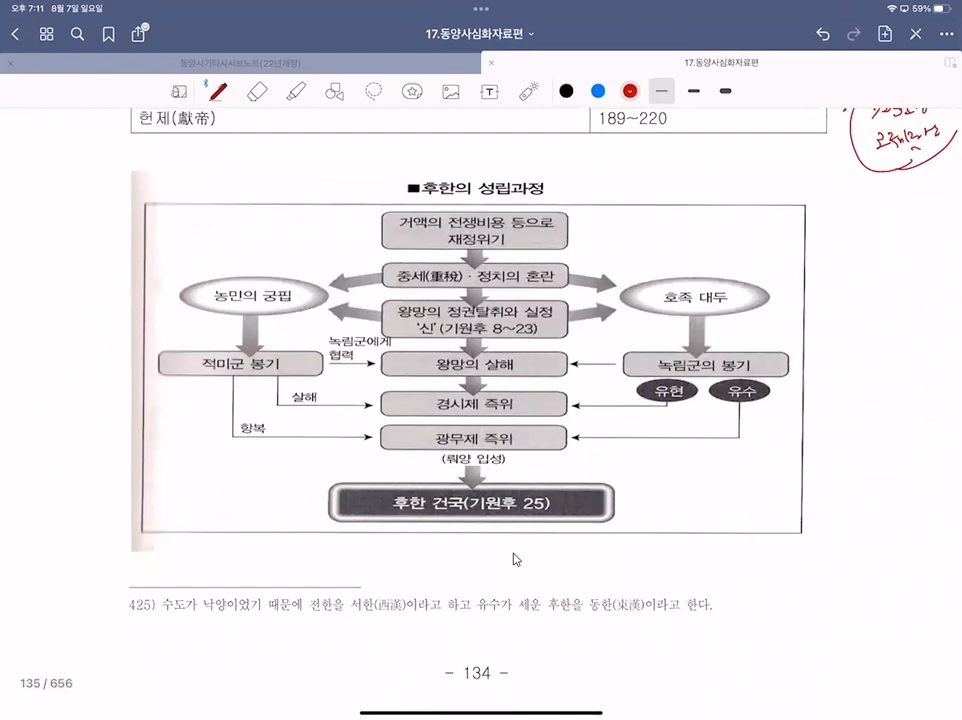 오후 7:11 8월 7일 일요일
59%
17.동양사심화자료편
동양사기타사서보노트(22년개정)
17.동양사심화자료편
헌제(獻帝) 189~220
■후한의 성립과정
거액의 전쟁비용 등으로
재정위기
중세(重稅)·정치의 혼란
농민의 궁핍
호족 대두
왕망의 정권탈취와 실정
‘신’(기원후 8~23)
녹림군에게
협력
적미군 봉기
왕망의 살해
녹림군의 봉기
유현
유수
살해
경시제 즉위
항복
광무제 즉위
(뤄양 입성)
후한 건국(기원후 25)
425) 수도가 낙양이었기 때문에 전한을 서한(西漢)이라고 하고 유수가 세운 후한을 동한(東漢)이라고 한다.
- 134 -
135 / 656